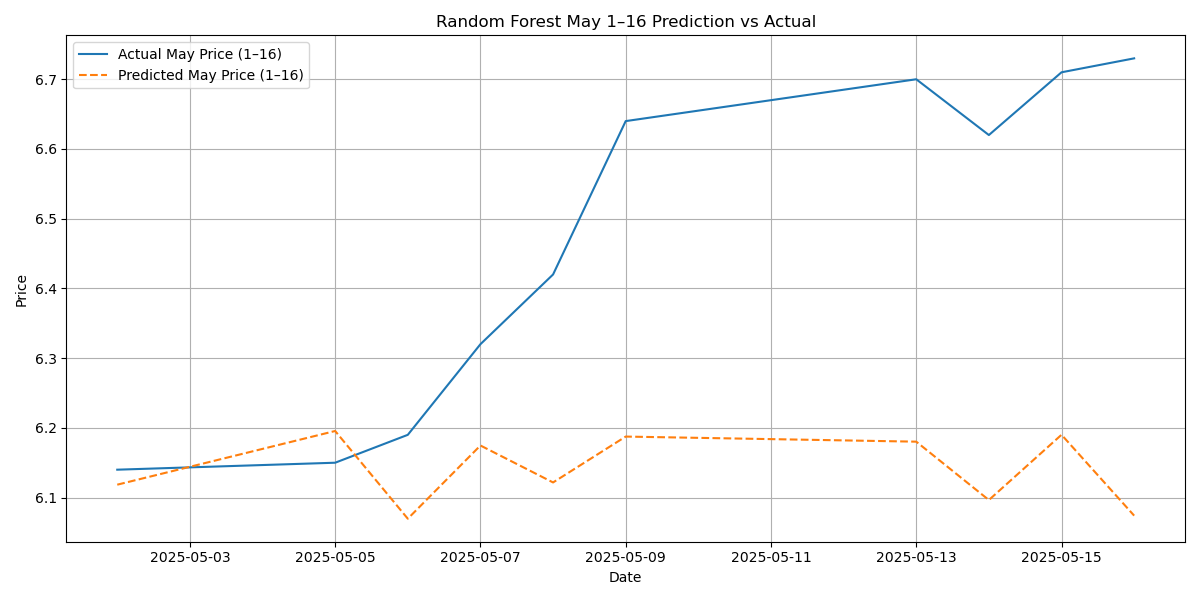 Random Forest May 1–16 Prediction vs Actual
Actual May Price (1–16)
Predicted May Price (1–16)
Price
6.7
6.6
6.5
6.4
6.3
6.2
6.1
2025-05-03
2025-05-05
2025-05-07
2025-05-09
2025-05-11
2025-05-13
2025-05-15
Date